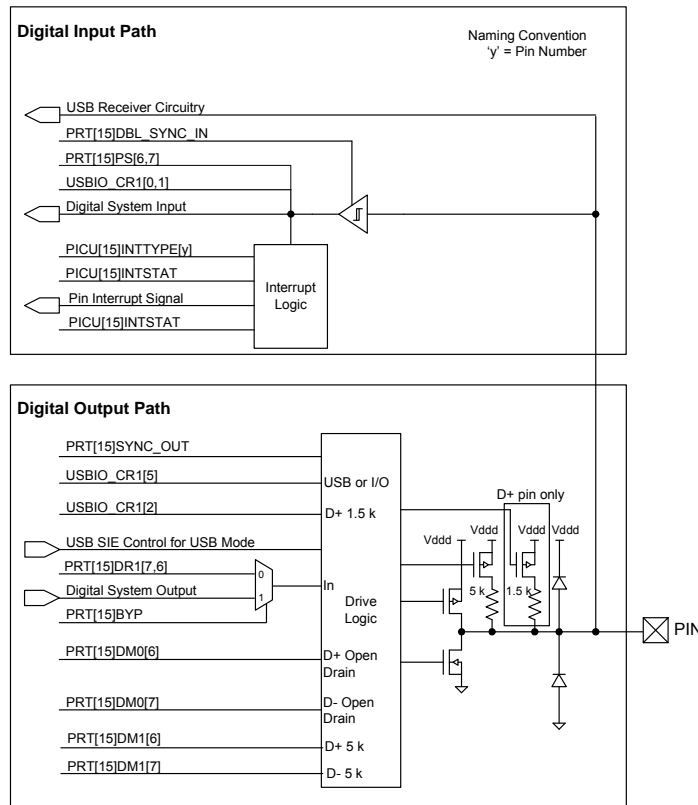 Digital Input Path
Naming Convention
'y' = Pin Number
USB Receiver Circuitry
PRT[15]DBL_SYNC_IN
PRT[15]PS[6,7]
USBIO_CR1[0,1]
Digital System Input
PICU[15]INTTYPE[y]
PICU[15]INTSTAT
Pin Interrupt Signal
PICU[15]INTSTAT
Interrupt
Logic
Digital Output Path
PRT[15]SYNC_OUT
USBIO_CR1[5]
USB or I/O
USBIO_CR1[2]
D+ 1.5 k
D+ pin only
Vddd
Vddd
Vddd
Vddd
USB SIE Control for USB Mode
PRT[15]DR1[7,6]
0
Digital System Output
1
PRT[15]BYP
In
Drive
Logic
5 k
1.5 k
PIN
PRT[15]DM0[6]
D+ Open
Drain
PRT[15]DM0[7]
D- Open
Drain
PRT[15]DM1[6]
D+ 5 k
PRT[15]DM1[7]
D- 5 k